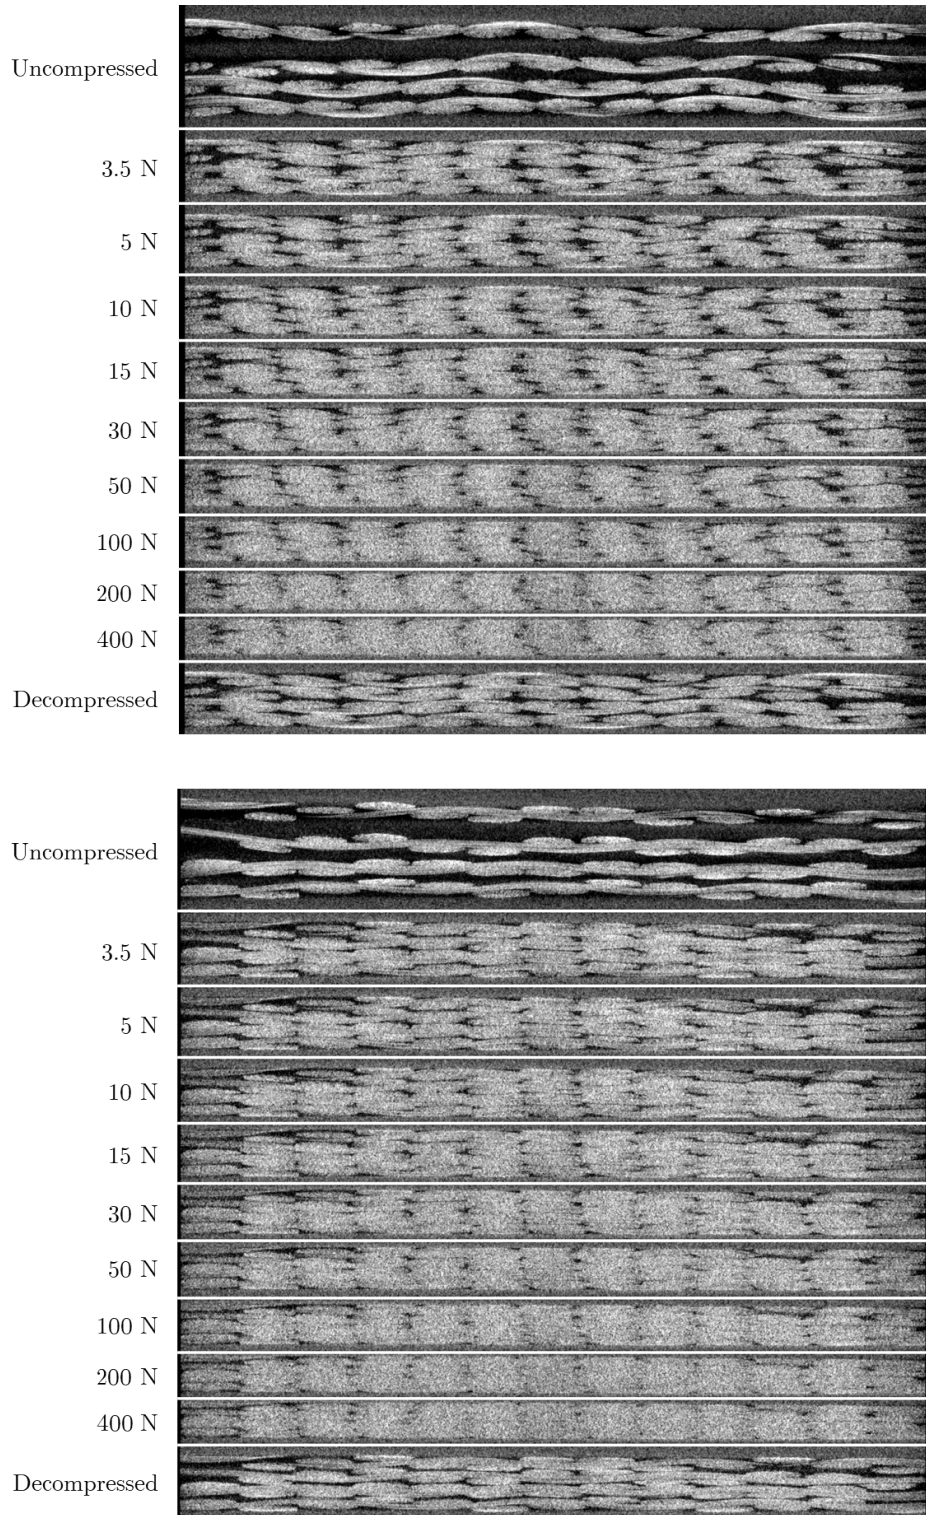 Uncompressed
3.5 N
5 N
10 N
15 N
30 N
50 N
100 N
200 N
400 N
Decompressed
Uncompressed
3.5 N
5 N
10 N
15 N
30 N
50 N
100 N
200 N
400 N
Decompressed